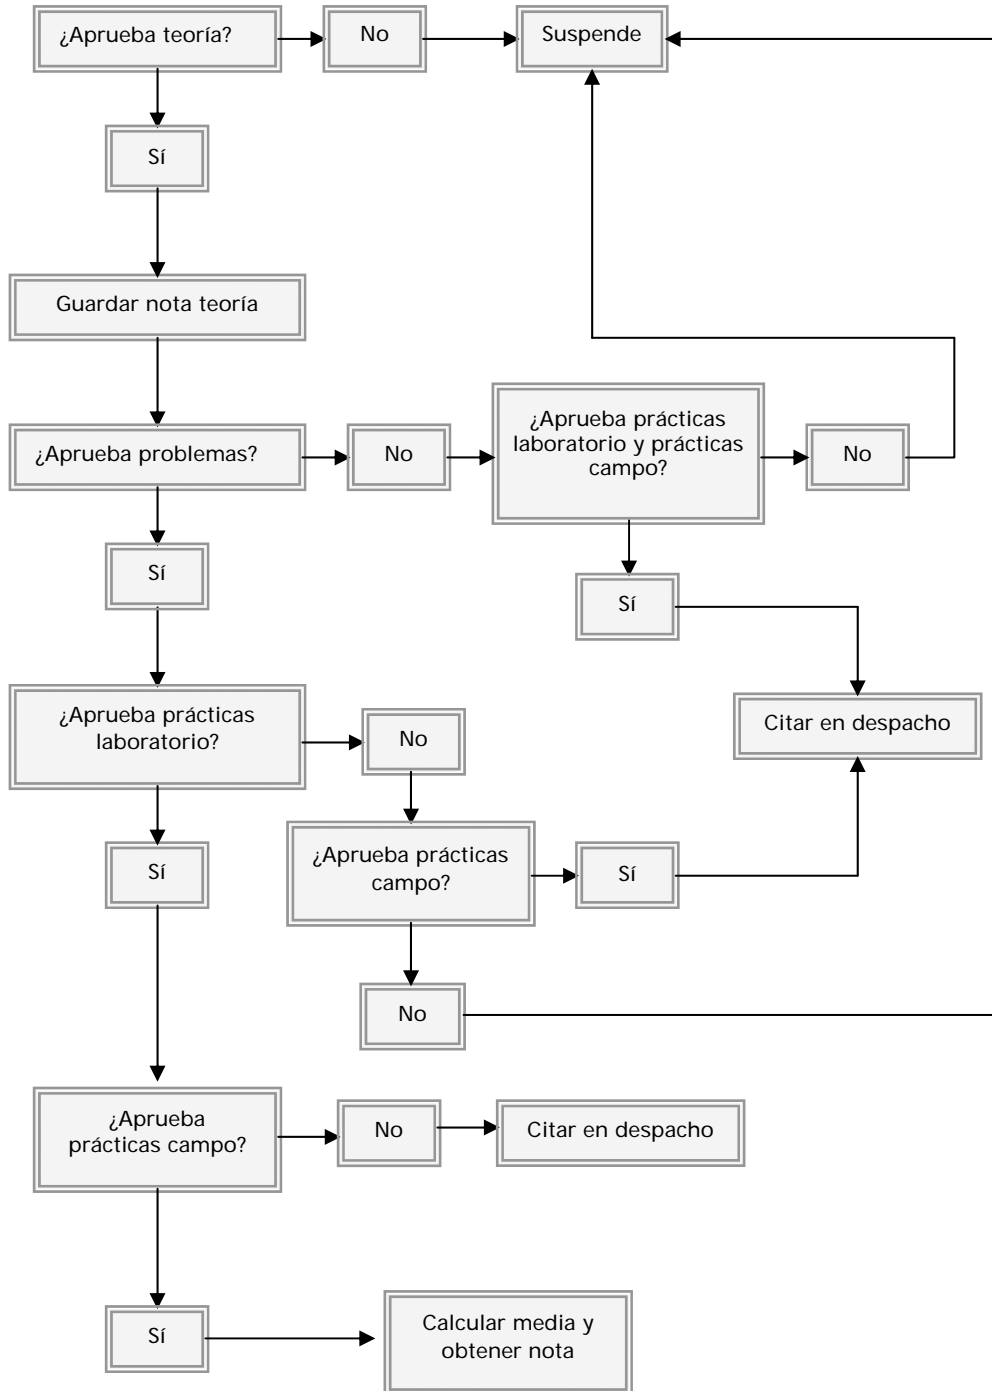 ¿Aprueba teoría?
No
Suspende
Sí
Guardar nota teoría
¿Aprueba problemas?
No
¿Aprueba prácticas
laboratorio y prácticas
campo?
No
Sí
Sí
¿Aprueba prácticas
laboratorio?
No
Citar en despacho
Sí
¿Aprueba prácticas
campo?
Sí
No
¿Aprueba
prácticas campo?
No
Citar en despacho
Sí
Calcular media y
obtener nota